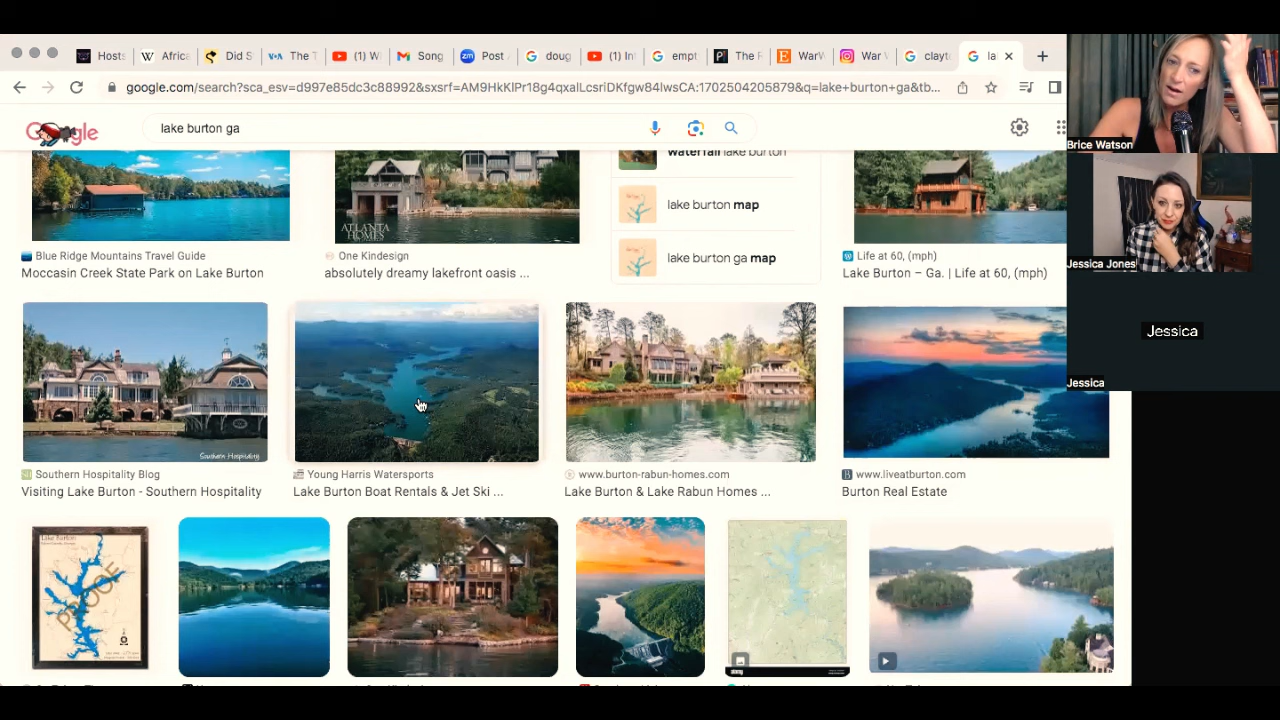 Hosts
Africa
Did S
VOA The T
(1) W
Song
zm Post
doug
(1) In
empt
The R
WarW
War
clayt
la
google.com/search?sca_esv=d997e85dc3c88992&sxsrf=AM9HkKlPr18g4qxalLcsriDKfgw84lwsCA:1702504205879&q=lake+burton+ga&tb...
Brice Watson
Google
lake burton ga
waterfall lake burton
lake burton map
lake burton ga map
ATLANTA
HOMES
Blue Ridge Mountains Travel Guide
Moccasin Creek State Park on Lake Burton
One Kindesign
absolutely dreamy lakefront oasis ...
Life at 60, (mph)
Lake Burton – Ga. | Life at 60, (mph)
Jessica Jones
Jessica
Jessica
Southern Hospitality
Southern Hospitality Blog
Visiting Lake Burton - Southern Hospitality
Young Harris Watersports
Lake Burton Boat Rentals & Jet Ski ...
www.burton-rabun-homes.com
Lake Burton & Lake Rabun Homes ...
www.liveatburton.com
Burton Real Estate
Lake Burton
PROOF